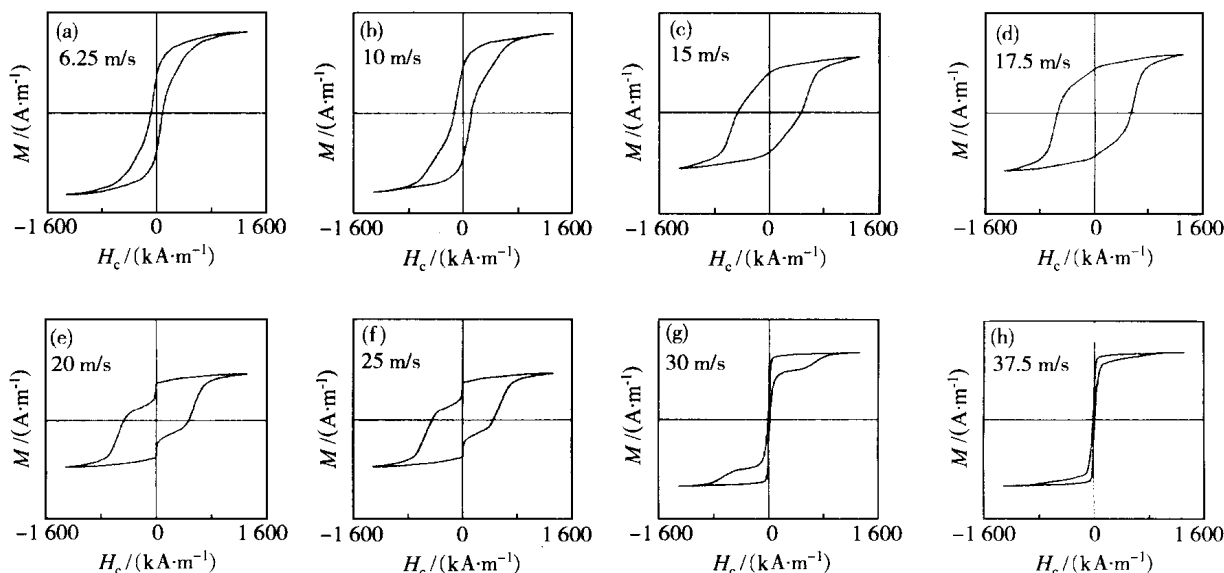 (a)
6.25 m/s
M/(A·m⁻¹)
−1 600 0 1 600
H_c/(kA·m⁻¹)
(b)
10 m/s
M/(A·m⁻¹)
−1 600 0 1 600
H_c/(kA·m⁻¹)
(c)
15 m/s
M/(A·m⁻¹)
−1 600 0 1 600
H_c/(kA·m⁻¹)
(d)
17.5 m/s
M/(A·m⁻¹)
−1 600 0 1 600
H_c/(kA·m⁻¹)
(e)
20 m/s
M/(A·m⁻¹)
−1 600 0 1 600
H_c/(kA·m⁻¹)
(f)
25 m/s
M/(A·m⁻¹)
−1 600 0 1 600
H_c/(kA·m⁻¹)
(g)
30 m/s
M/(A·m⁻¹)
−1 600 0 1 600
H_c/(kA·m⁻¹)
(h)
37.5 m/s
M/(A·m⁻¹)
−1 600 0 1 600
H_c/(kA·m⁻¹)